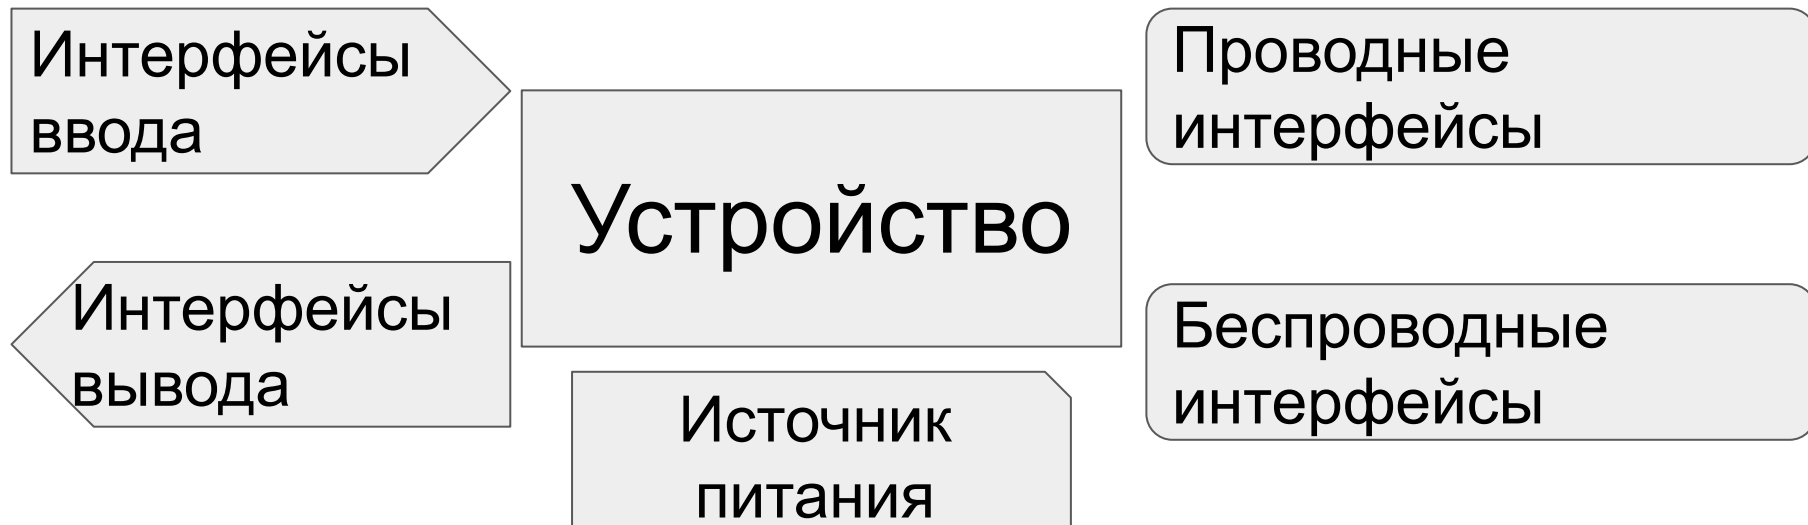 Интерфейсы
ввода
Устройство
Интерфейсы
вывода
Источник
питания
Проводные
интерфейсы
Беспроводные
интерфейсы